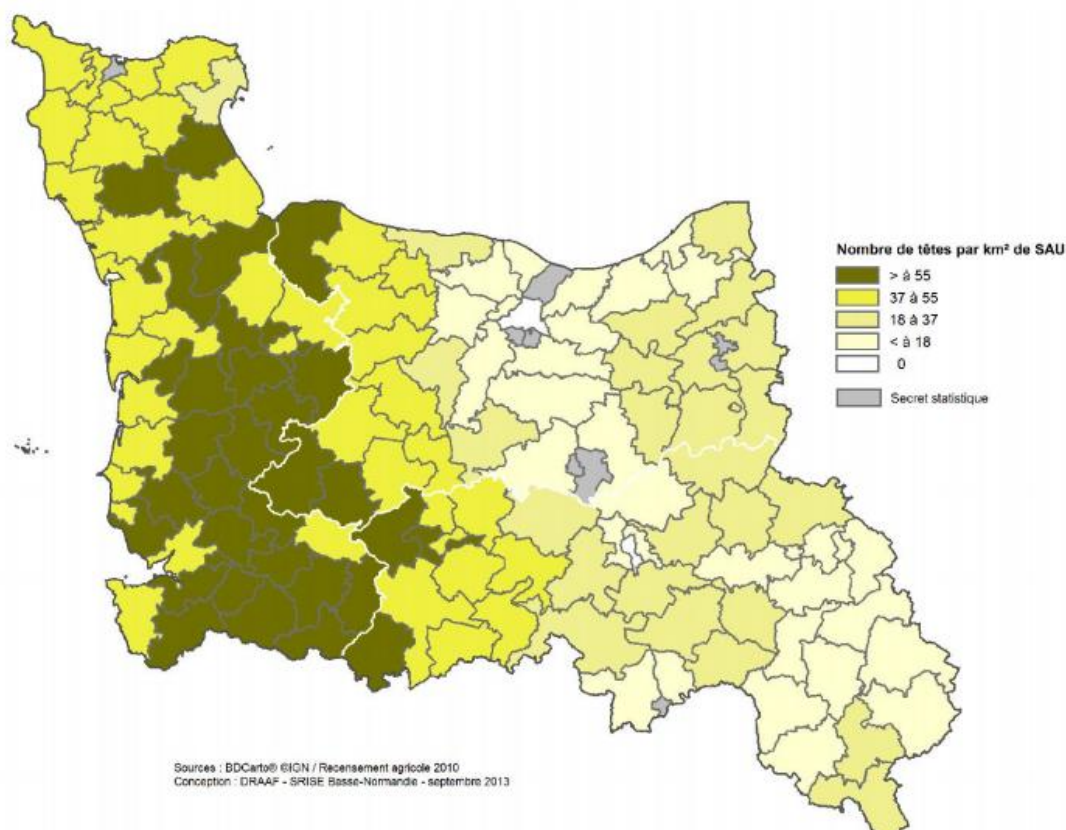 Nombre de têtes par km² de SAU
> à 55
37 à 55
18 à 37
< à 18
0
Secret statistique
Sources : BDCarto® ©IGN / Recensement agricole 2010
Conception : DRAAF - SRISE Basse-Normandie - septembre 2013